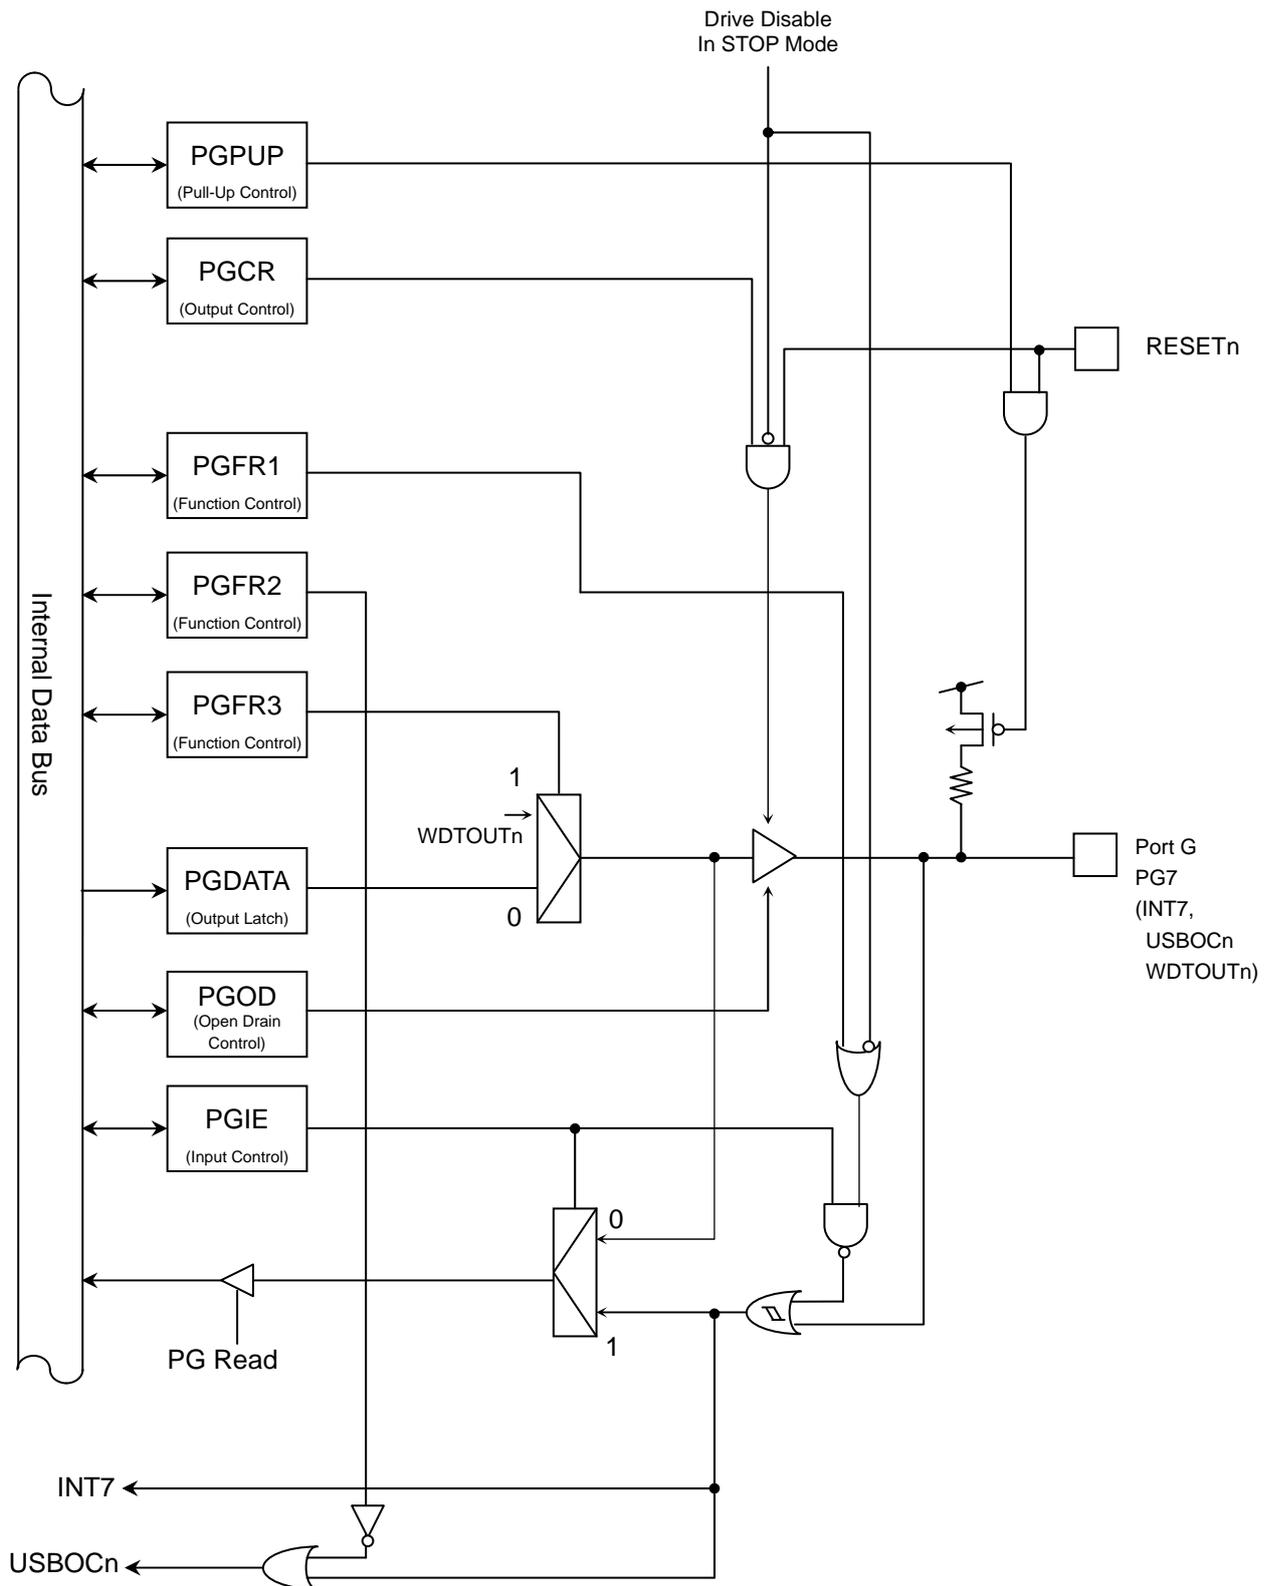 Drive Disable
In STOP Mode
PGPUP
(Pull-Up Control)
PGCR
(Output Control)
RESETn
PGFR1
(Function Control)
PGFR2
(Function Control)
Internal Data Bus
PGFR3
(Function Control)
1
WDTOUTn
PGDATA
(Output Latch)
0
Port G
PG7
(INT7,
USBOCn
WDTOUTn)
PGOD
(Open Drain
Control)
PGIE
(Input Control)
0
1
PG Read
INT7
USBOCn